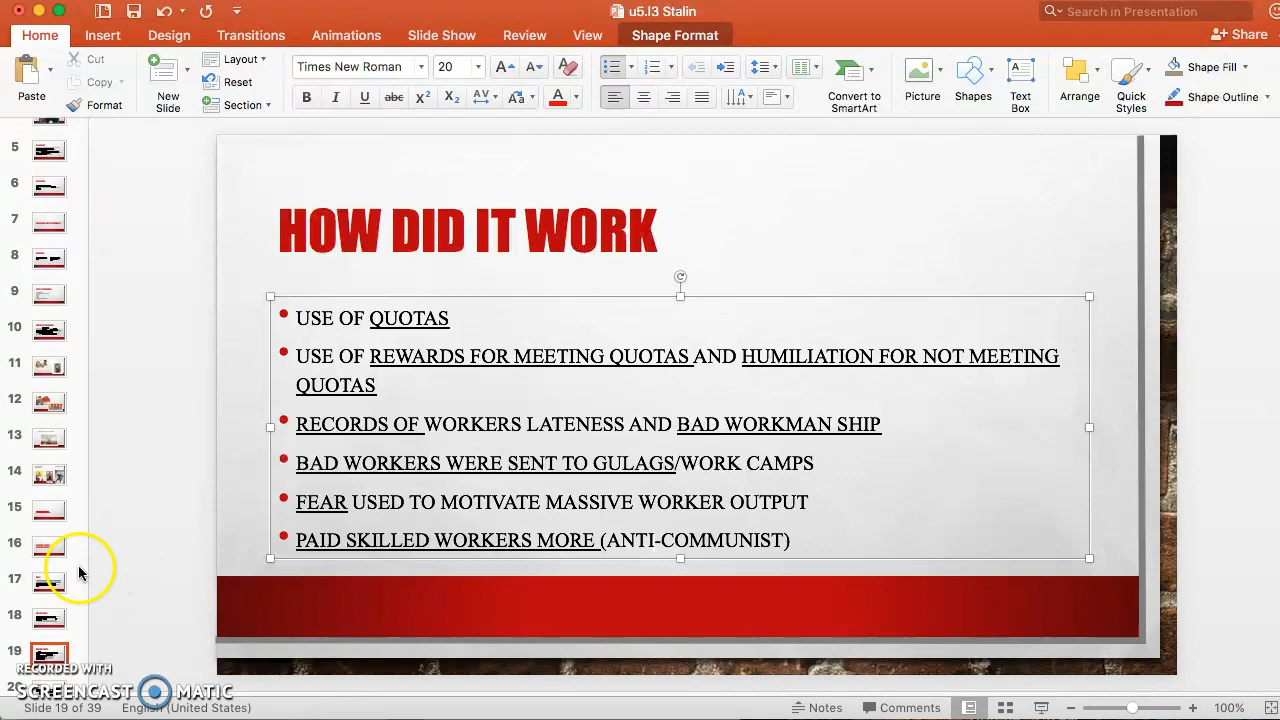 u5.l3 Stalin
Search in Presentation
Home Insert Design Transitions Animations Slide Show Review View Shape Format Share
Paste Cut Copy Format
New Slide
Layout Reset Section
Times New Roman 20
Convert to SmartArt
Picture Shapes Text Box Arrange Quick Styles
Shape Fill
Shape Outline
HOW DID IT WORK
• USE OF QUOTAS
• USE OF REWARDS FOR MEETING QUOTAS AND HUMILIATION FOR NOT MEETING
QUOTAS
• RECORDS OF WORKERS LATENESS AND BAD WORKMAN SHIP
• BAD WORKERS WERE SENT TO GULAGS/WORK CAMPS
• FEAR USED TO MOTIVATE MASSIVE WORKER OUTPUT
• PAID SKILLED WORKERS MORE (ANTI-COMMUNIST)
5
6
7
8
9
10
11
12
13
14
15
16
17
18
19
20
RECORDED WITH
SCREENCAST MATIC
Slide 19 of 39 English (United States) Notes Comments 100%